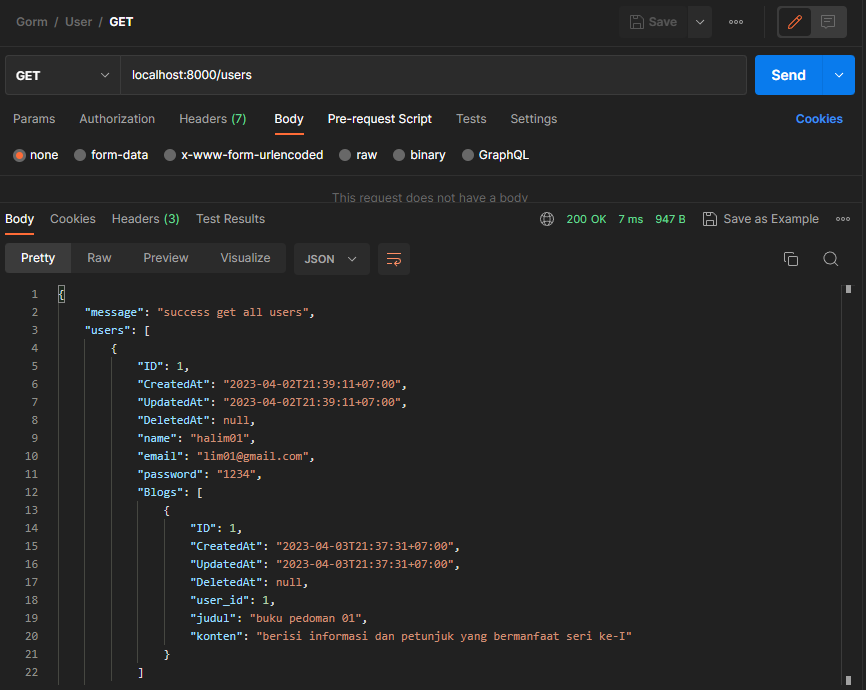 Gorm / User / GET
Save
GET
localhost:8000/users
Send
Params Authorization Headers (7) Body Pre-request Script Tests Settings
Cookies
none form-data x-www-form-urlencoded raw binary GraphQL
This request does not have a body
Body Cookies Headers (3) Test Results
200 OK 7 ms 947 B Save as Example
Pretty Raw Preview Visualize JSON
1 {
2 "message": "success get all users",
3 "users": [
4 {
5 "ID": 1,
6 "CreatedAt": "2023-04-02T21:39:11+07:00",
7 "UpdatedAt": "2023-04-02T21:39:11+07:00",
8 "DeletedAt": null,
9 "name": "halim01",
10 "email": "lim01@gmail.com",
11 "password": "1234",
12 "Blogs": [
13 {
14 "ID": 1,
15 "CreatedAt": "2023-04-03T21:37:31+07:00",
16 "UpdatedAt": "2023-04-03T21:37:31+07:00",
17 "DeletedAt": null,
18 "user_id": 1,
19 "judul": "buku pedoman 01",
20 "konten": "berisi informasi dan petunjuk yang bermanfaat seri ke-I"
21 }
22 ]